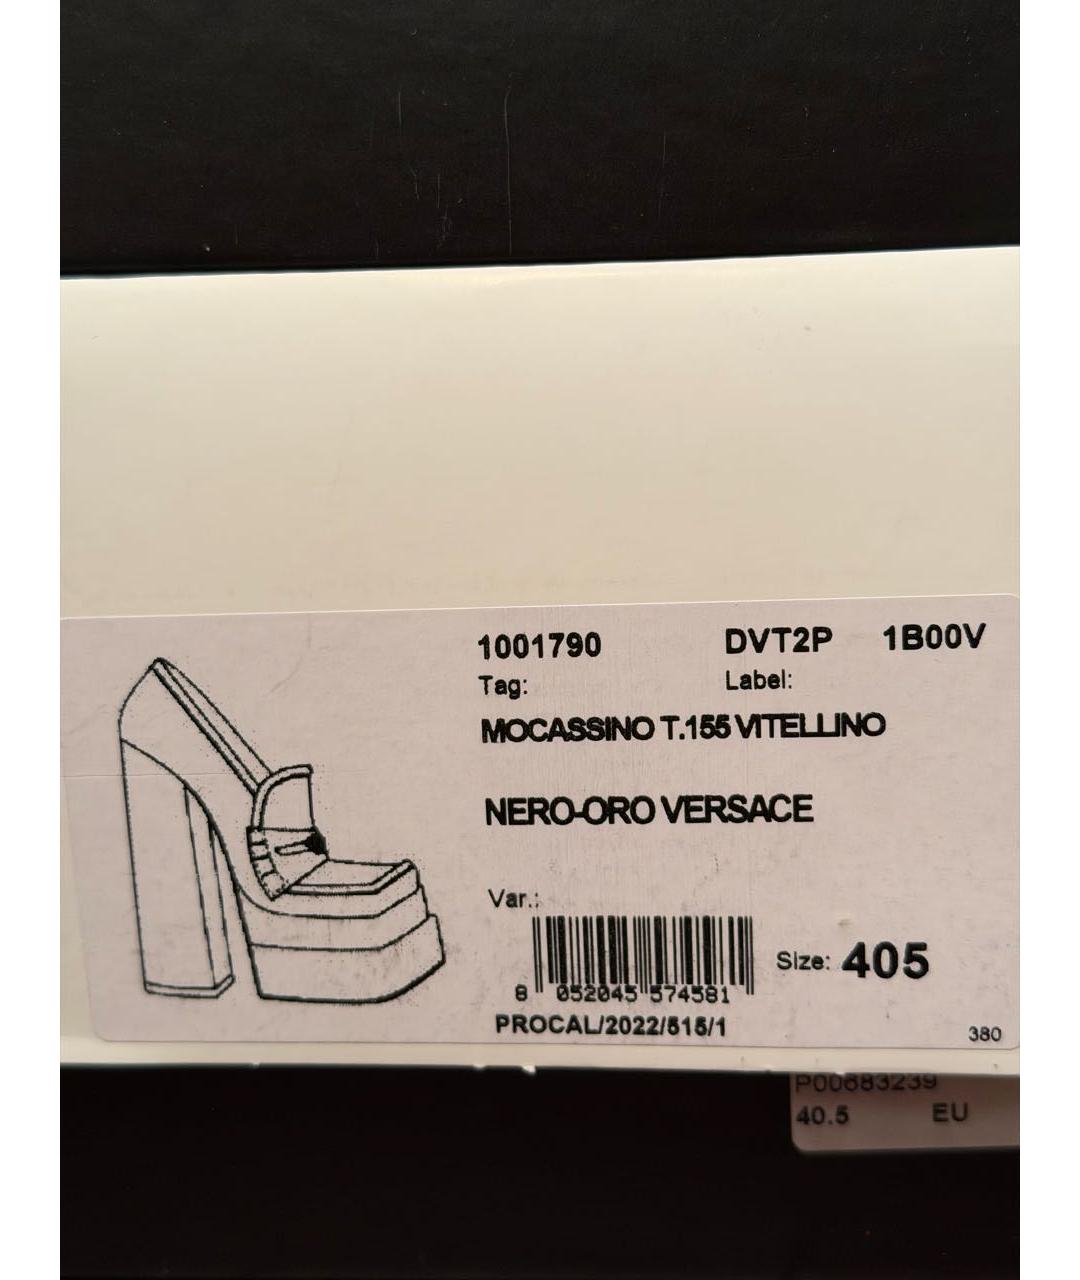 1001790 DVT2P 1B00V
Tag: Label:
MOCASSINO T.155 VITELLINO
NERO-ORO VERSACE
Var.:
Size: 405
8 052045 574581
PROCAL/2022/515/1
380
P00683239
40.5 EU